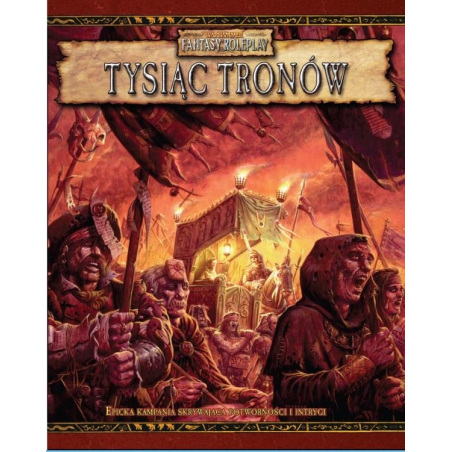 WARHAMMER
FANTASY ROLEPLAY
TYSIĄC TRONÓW
EPICKA KAMPANIA SKRYWAJĄCA POTWORNOŚCI I INTRYGI